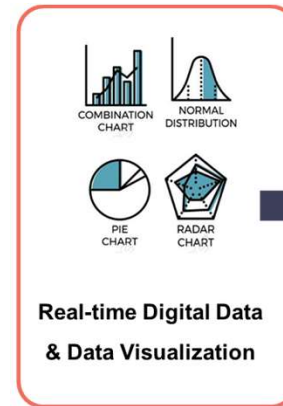 COMBINATION
CHART
NORMAL
DISTRIBUTION
PIE
CHART
RADAR
CHART
Real-time Digital Data
& Data Visualization